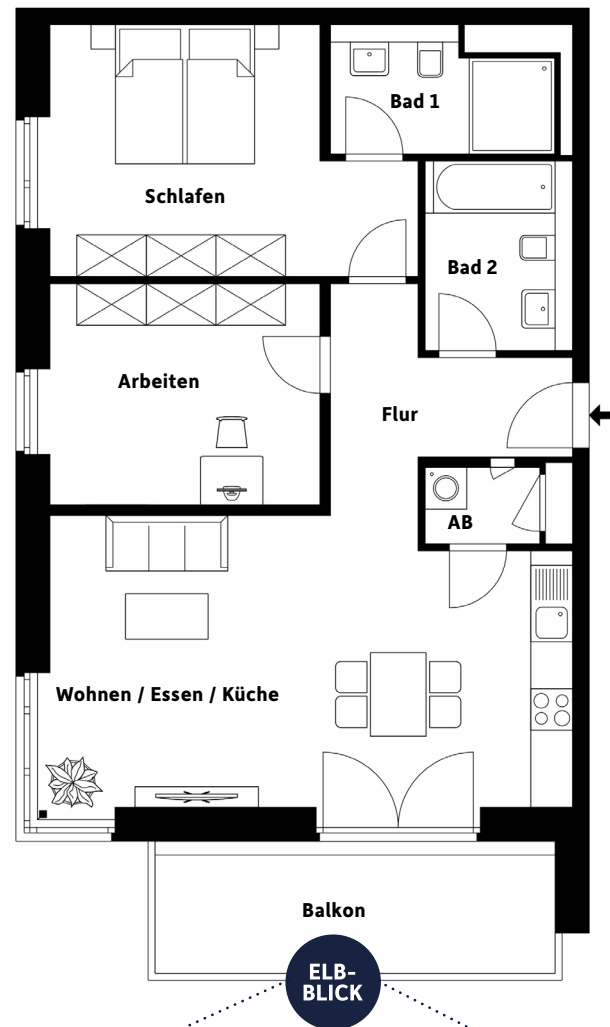 Bad 1
Schlafen
Bad 2
Arbeiten
Flur
AB
Wohnen / Essen / Küche
Balkon
ELB-
BLICK